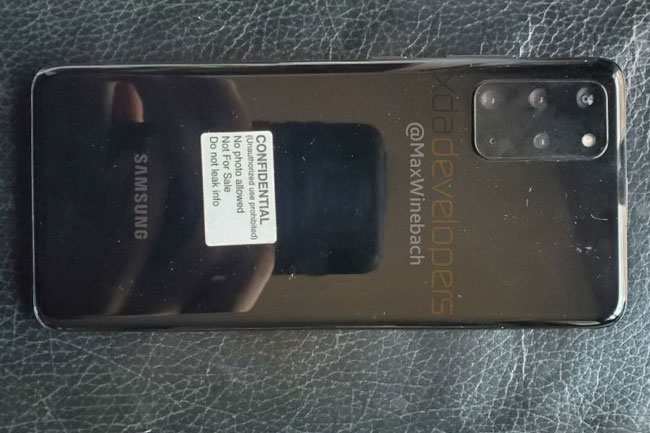 xdadevelopers
@MaxWinebach
CONFIDENTIAL
(Unauthorized use prohibited)
No photo allowed
Not For Sale
Do not leak info
SAMSUNG